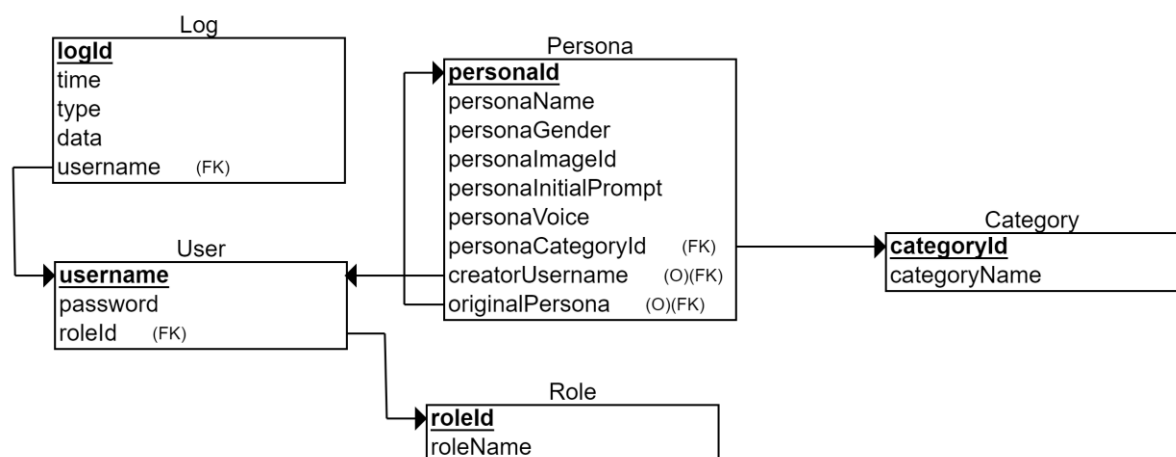 Log
logId
time
type
data
username (FK)
Persona
personaId
personaName
personaGender
personaImageId
personaInitialPrompt
personaVoice
personaCategoryId (FK)
creatorUsername (O)(FK)
originalPersona (O)(FK)
Category
categoryId
categoryName
User
username
password
roleId (FK)
Role
roleId
roleName